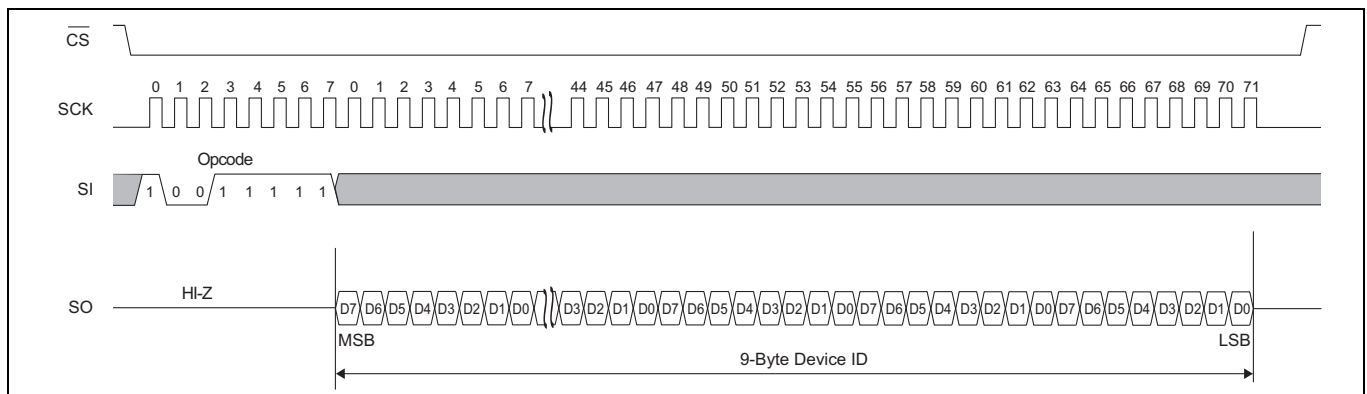 CS
0 1 2 3 4 5 6 7 0 1 2 3 4 5 6 7 44 45 46 47 48 49 50 51 52 53 54 55 56 57 58 59 60 61 62 63 64 65 66 67 68 69 70 71
SCK
Opcode
SI 1 0 0 1 1 1 1 1
HI-Z
SO D7 D6 D5 D4 D3 D2 D1 D0 D3 D2 D1 D0 D7 D6 D5 D4 D3 D2 D1 D0 D7 D6 D5 D4 D3 D2 D1 D0 D7 D6 D5 D4 D3 D2 D1 D0
MSB LSB
9-Byte Device ID